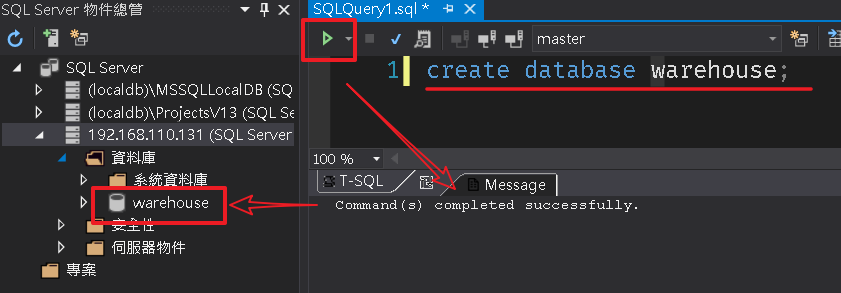 SQL Server 物件總管
SQL Server
(localdb)\MSSQLLocalDB (SQ
(localdb)\ProjectsV13 (SQL Se
192.168.110.131 (SQL Server
資料庫
系統資料庫
warehouse
安全性
伺服器物件
專案
SQLQuery1.sql *
master
1 create database warehouse;
100 %
T-SQL
Message
Command(s) completed successfully.